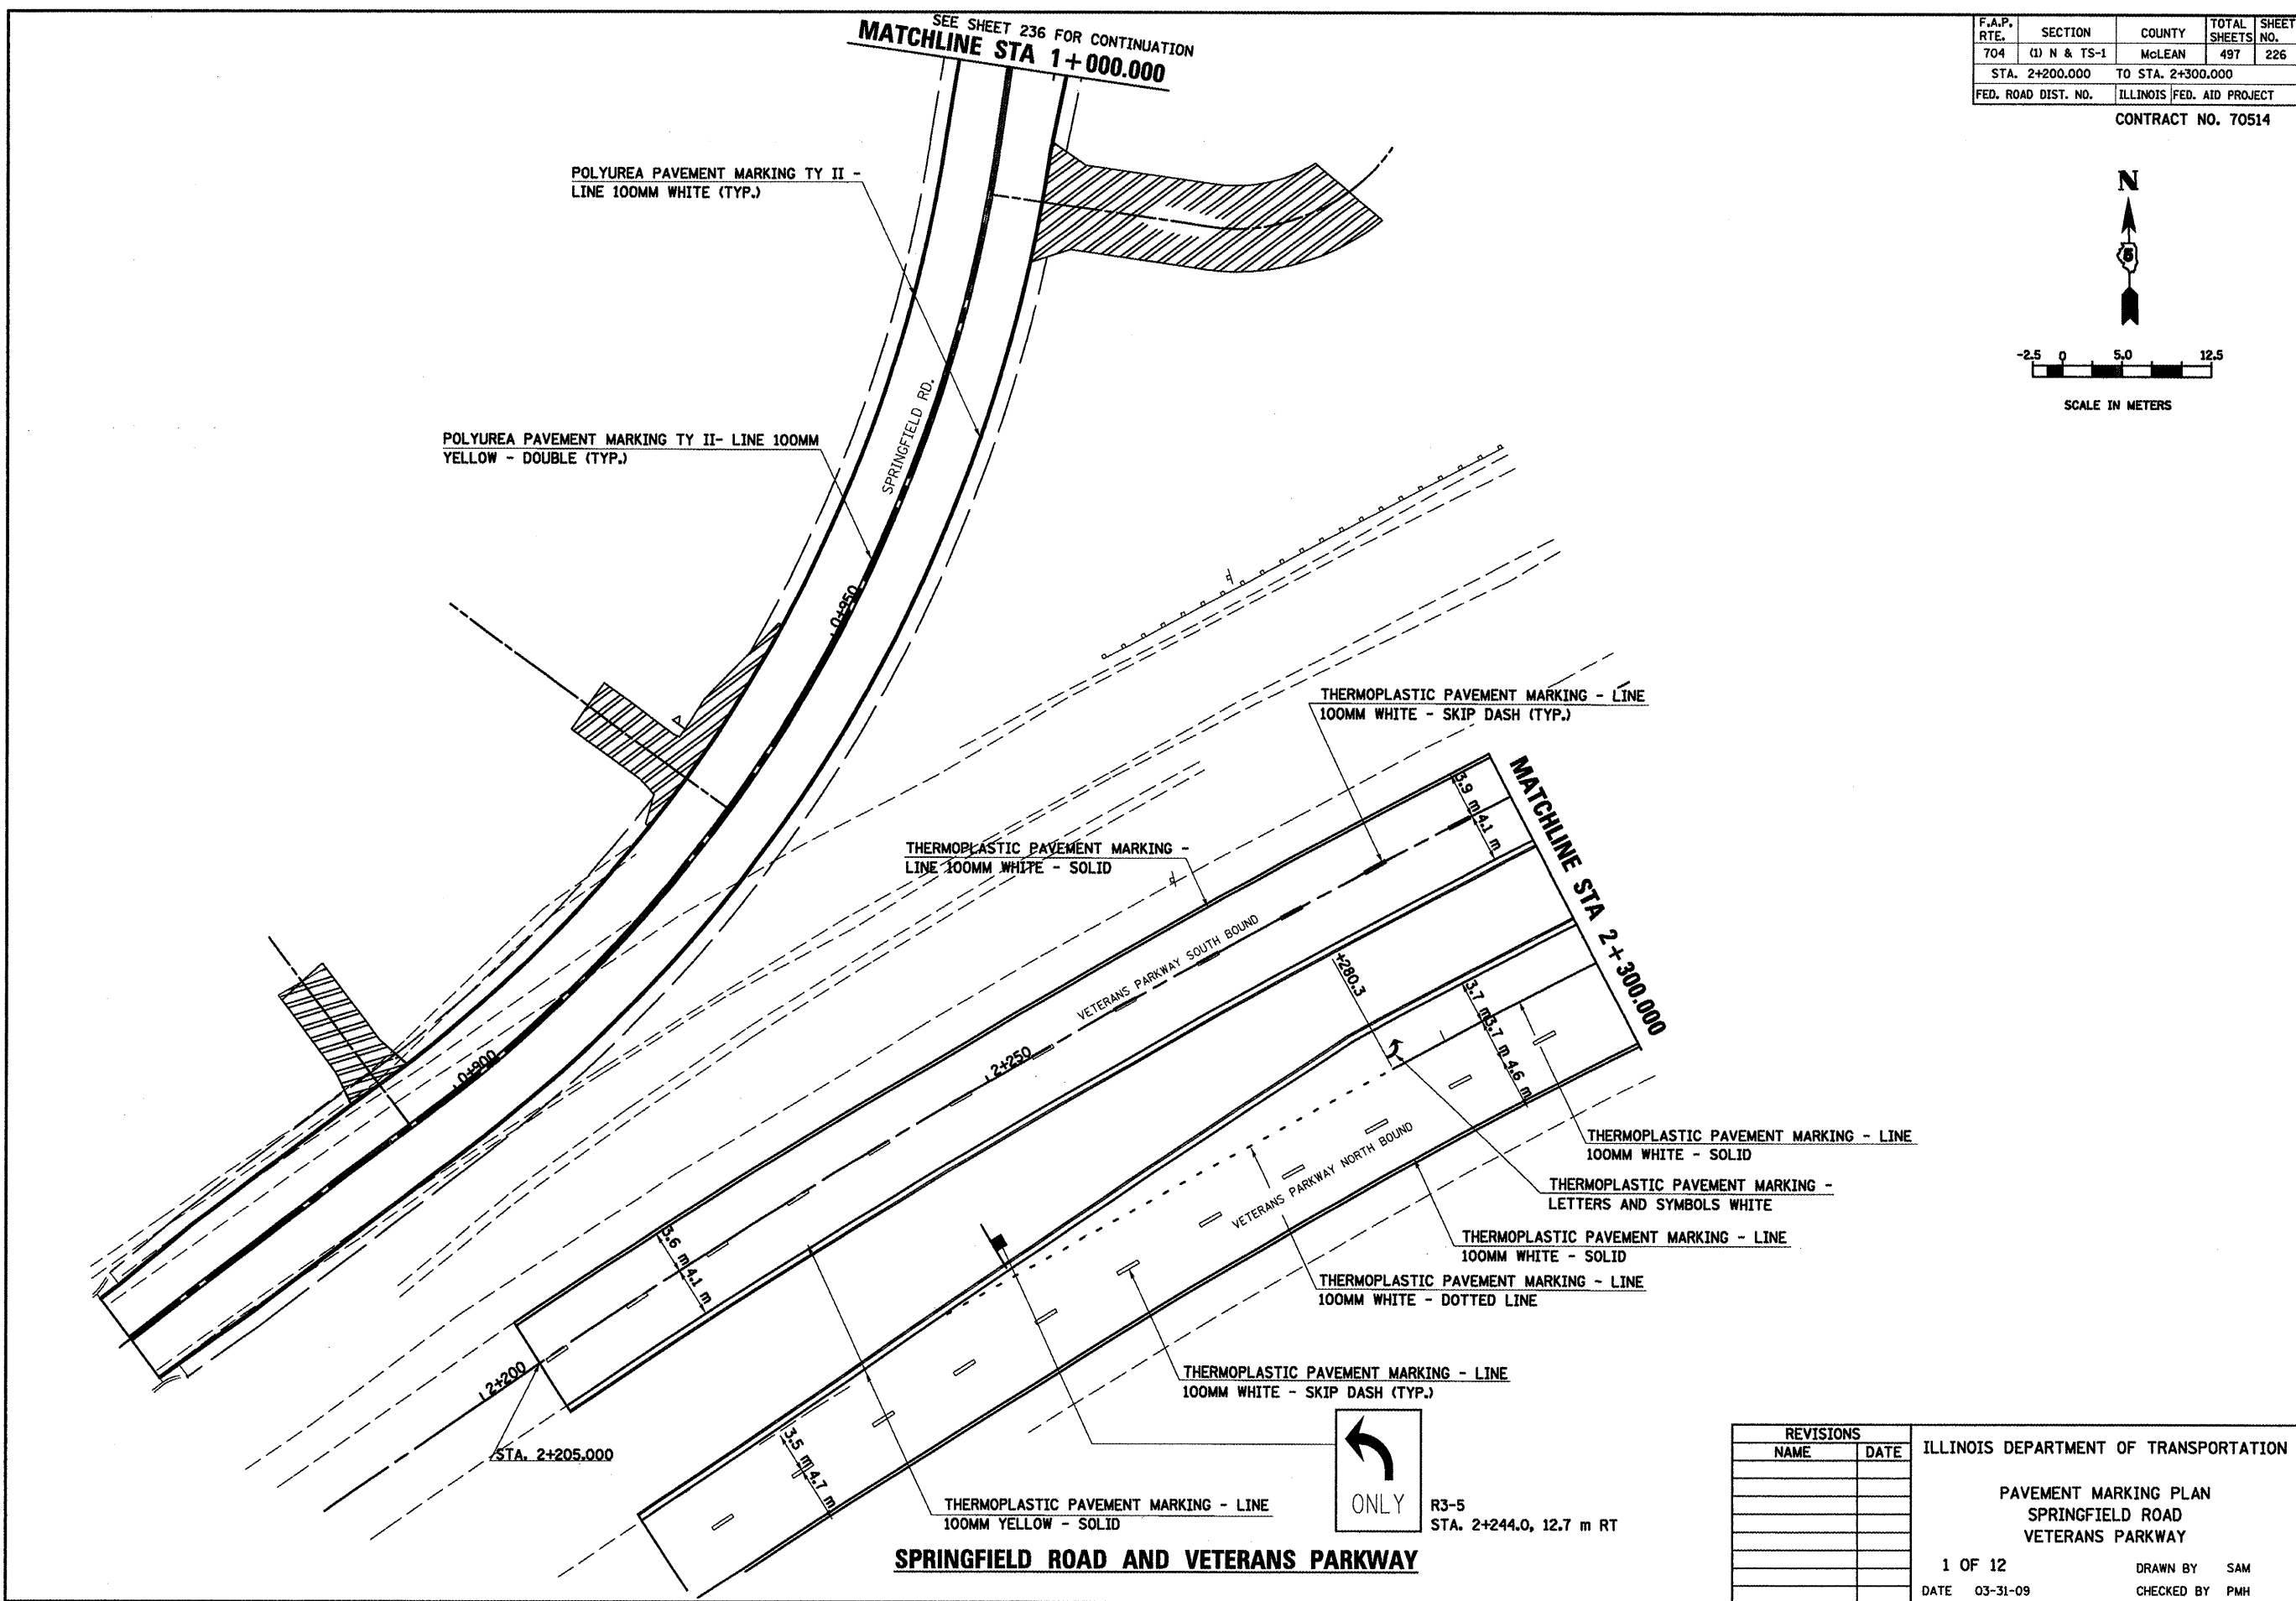 SEE SHEET 236 FOR CONTINUATION
MATCHLINE STA 1+000.000
F.A.P. RTE. SECTION COUNTY TOTAL SHEETS SHEET NO.
704 (1) N & TS-1 McLEAN 497 226
STA. 2+200.000 TO STA. 2+300.000
FED. ROAD DIST. NO. ILLINOIS FED. AID PROJECT
CONTRACT NO. 70514
N
5
-2.5 0 5.0 12.5
SCALE IN METERS
POLYUREA PAVEMENT MARKING TY II -
LINE 100MM WHITE (TYP.)
POLYUREA PAVEMENT MARKING TY II- LINE 100MM
YELLOW - DOUBLE (TYP.)
SPRINGFIELD RD.
0+950
0+900
THERMOPLASTIC PAVEMENT MARKING - LINE
100MM WHITE - SKIP DASH (TYP.)
MATCHLINE STA 2+300.000
3.9 m 4.1 m
THERMOPLASTIC PAVEMENT MARKING -
LINE 100MM WHITE - SOLID
VETERANS PARKWAY SOUTH BOUND
+280.3
3.7 m 3.7 m 4.6 m
2+250
THERMOPLASTIC PAVEMENT MARKING - LINE
100MM WHITE - SOLID
VETERANS PARKWAY NORTH BOUND
THERMOPLASTIC PAVEMENT MARKING -
LETTERS AND SYMBOLS WHITE
THERMOPLASTIC PAVEMENT MARKING - LINE
100MM WHITE - SOLID
3.6 m 4.1 m
THERMOPLASTIC PAVEMENT MARKING - LINE
100MM WHITE - DOTTED LINE
2+200
THERMOPLASTIC PAVEMENT MARKING - LINE
100MM WHITE - SKIP DASH (TYP.)
STA. 2+205.000
3.5 m 4.7 m
THERMOPLASTIC PAVEMENT MARKING - LINE
100MM YELLOW - SOLID
ONLY
R3-5
STA. 2+244.0, 12.7 m RT
SPRINGFIELD ROAD AND VETERANS PARKWAY
REVISIONS
NAME DATE
ILLINOIS DEPARTMENT OF TRANSPORTATION
PAVEMENT MARKING PLAN
SPRINGFIELD ROAD
VETERANS PARKWAY
1 OF 12 DRAWN BY SAM
DATE 03-31-09 CHECKED BY PMH